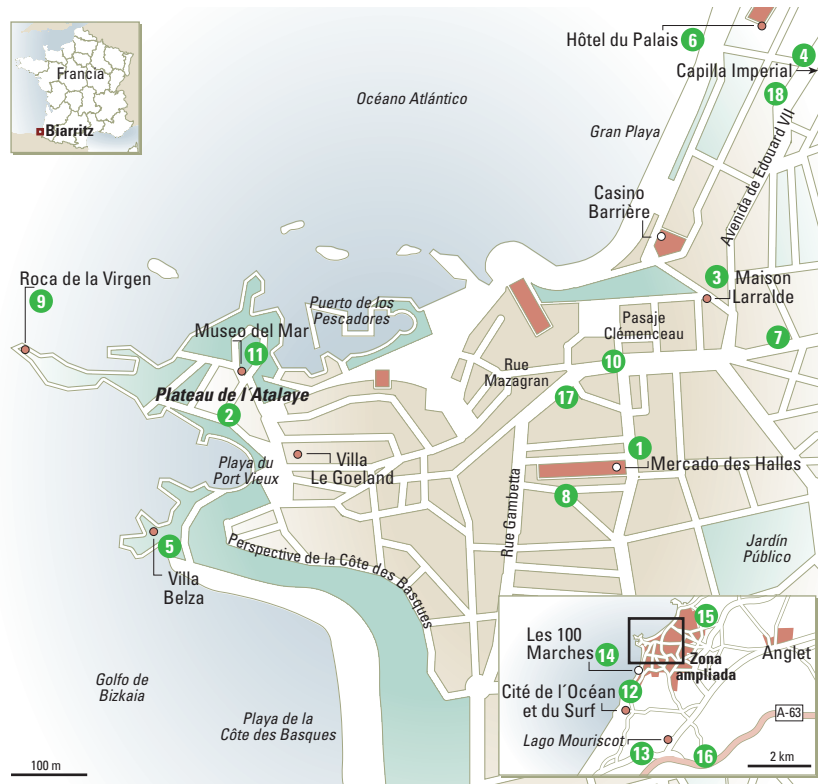 Francia
Biarritz
Océano Atlántico
Hôtel du Palais 6
4
Capilla Imperial
18
Gran Playa
Avenida de Edouard VII
Casino
Barrière
3
Maison
Larralde
7
Roca de la Virgen
9
Puerto de los
Pescadores
Museo del Mar
11
Plateau de l´Atalaye
2
Pasaje
Clémenceau
10
Rue
Mazagran
17
Playa du
Port Vieux
Villa
Le Goeland
1
Mercado des Halles
8
Rue Gambetta
5
Villa
Belza
Perspective de la Côte des Basques
Jardín
Público
Golfo de
Bizkaia
Playa de la
Côte des Basques
100 m
15
Les 100
Marches 14
Zona
ampliada
Anglet
12
Cité de l´Océan
et du Surf
A-63
Lago Mouriscot
13
16
2 km